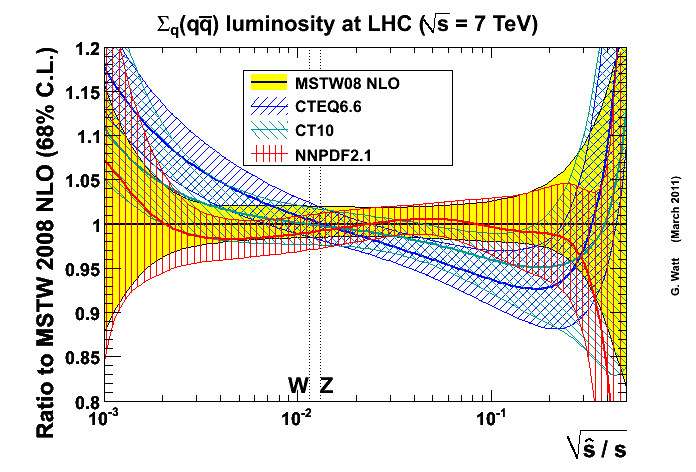 Σq(qq̅) luminosity at LHC (√s = 7 TeV)
Ratio to MSTW 2008 NLO (68% C.L.)
1.2
1.15
1.1
1.05
1
0.95
0.9
0.85
0.8
MSTW08 NLO
CTEQ6.6
CT10
NNPDF2.1
W Z
10⁻³ 10⁻² 10⁻¹
√ŝ / s
G. Watt (March 2011)